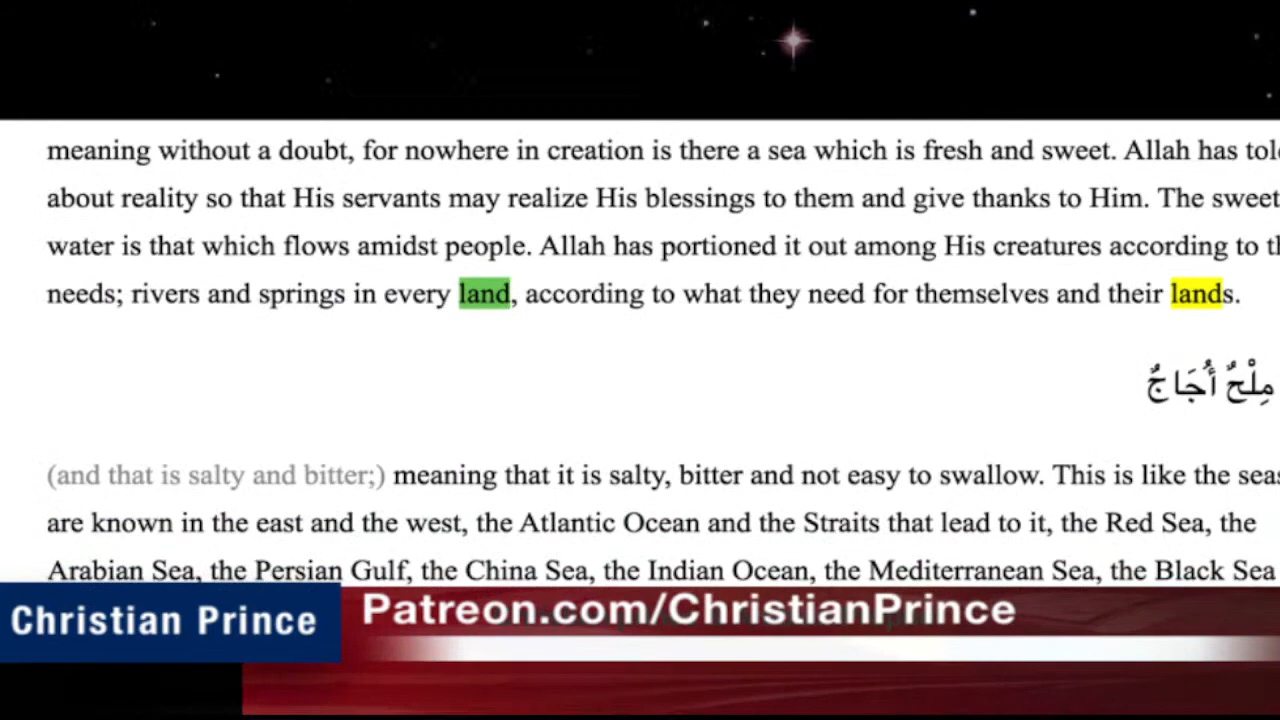 meaning without a doubt, for nowhere in creation is there a sea which is fresh and sweet. Allah has
about reality so that His servants may realize His blessings to them and give thanks to Him. The sweet
water is that which flows amidst people. Allah has portioned it out among His creatures according to
needs; rivers and springs in every land, according to what they need for themselves and their lands.
مِلْحٌ أُجَاجٌ
(and that is salty and bitter;) meaning that it is salty, bitter and not easy to swallow. This is like the
are known in the east and the west, the Atlantic Ocean and the Straits that lead to it, the Red Sea, the
Arabian Sea, the Persian Gulf, the China Sea, the Indian Ocean, the Mediterranean Sea, the Black Sea
Christian Prince
Patreon.com/ChristianPrince